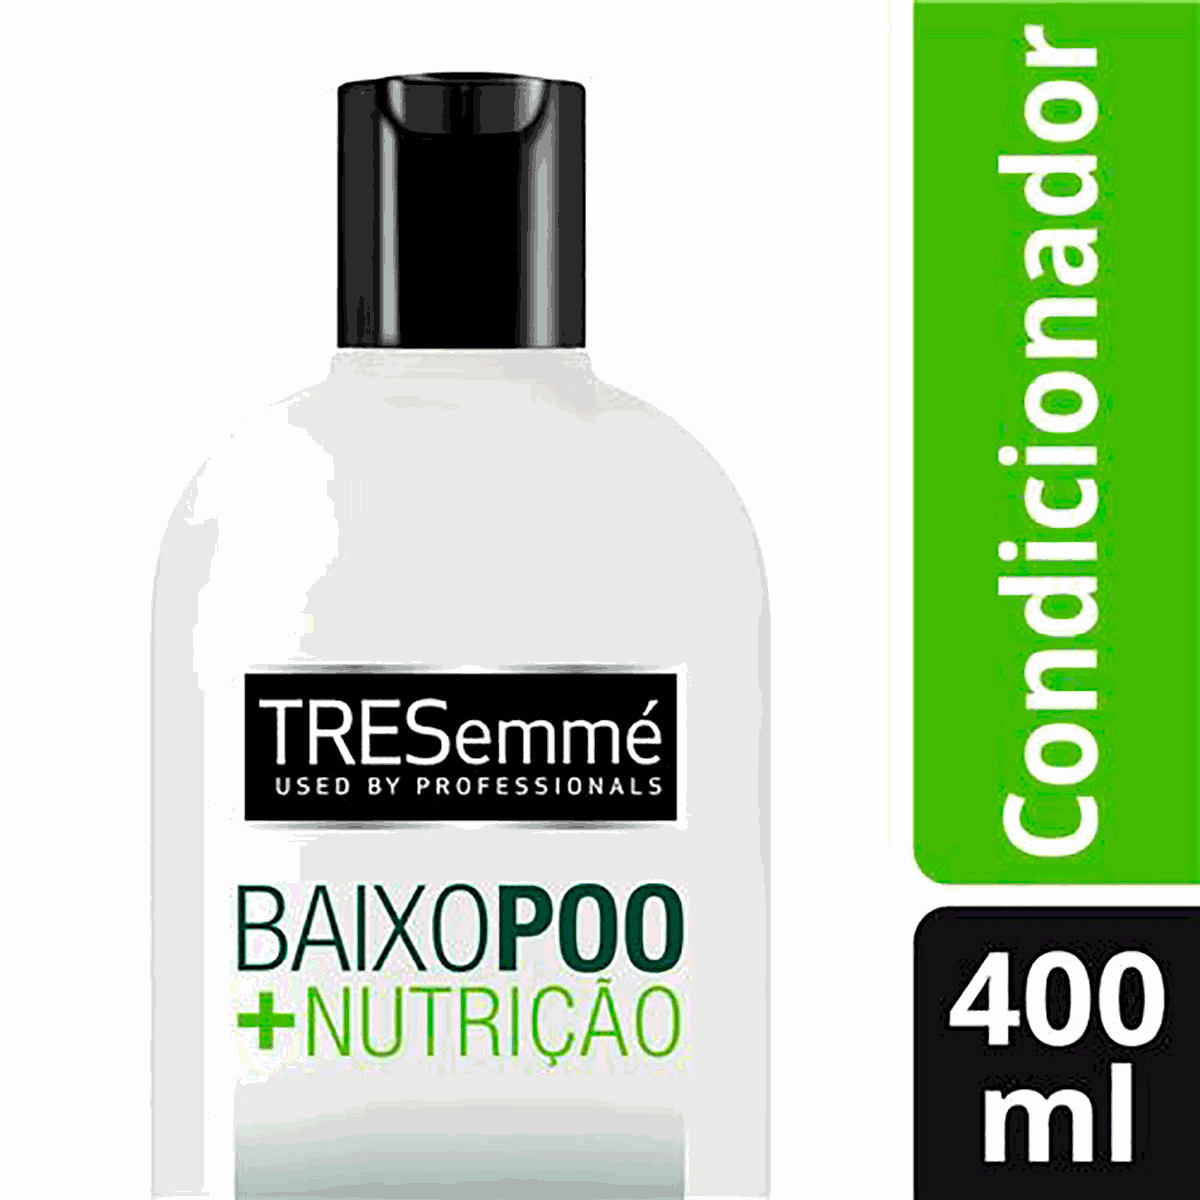 TRESemmé
USED BY PROFESSIONALS
BAIXOPOO
+NUTRIÇÃO
Condicionador
400
ml